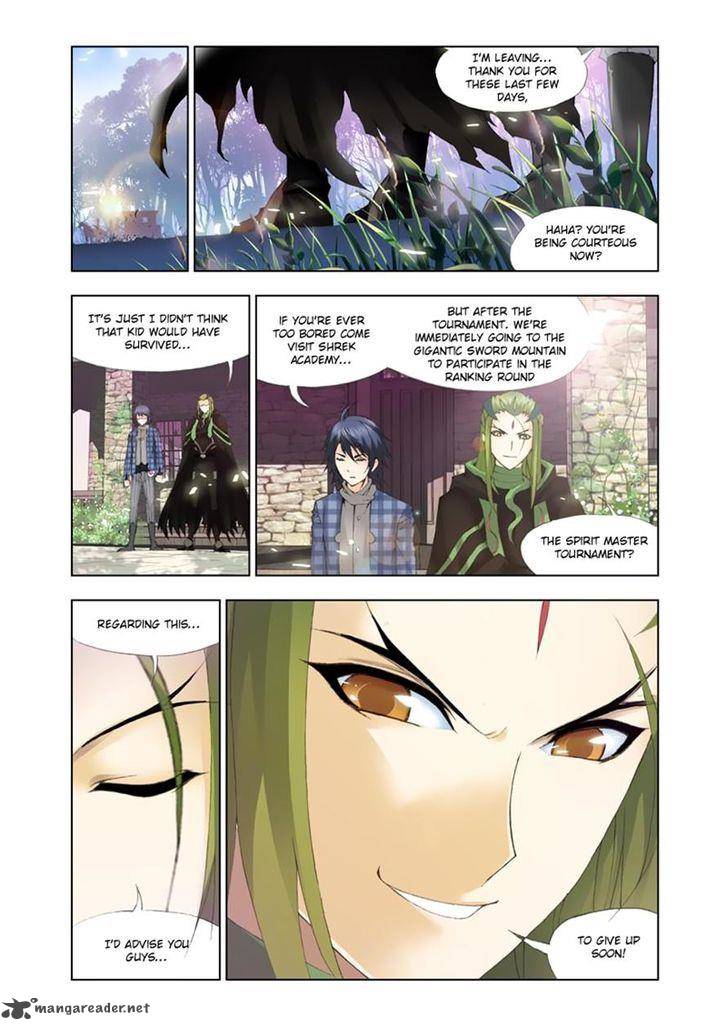 I'M LEAVING...
THANK YOU FOR
THESE LAST FEW
DAYS,
HAHA? YOU'RE
BEING COURTEOUS
NOW?
IT'S JUST I DIDN'T THINK
THAT KID WOULD HAVE
SURVIVED...
IF YOU'RE EVER
TOO BORED COME
VISIT SHREK
ACADEMY...
BUT AFTER THE
TOURNAMENT. WE'RE
IMMEDIATELY GOING TO THE
GIGANTIC SWORD MOUNTAIN
TO PARTICIPATE IN THE
RANKING ROUND
THE SPIRIT MASTER
TOURNAMENT?
REGARDING THIS...
I'D ADVISE YOU
GUYS...
TO GIVE UP
SOON!
mangareader.net